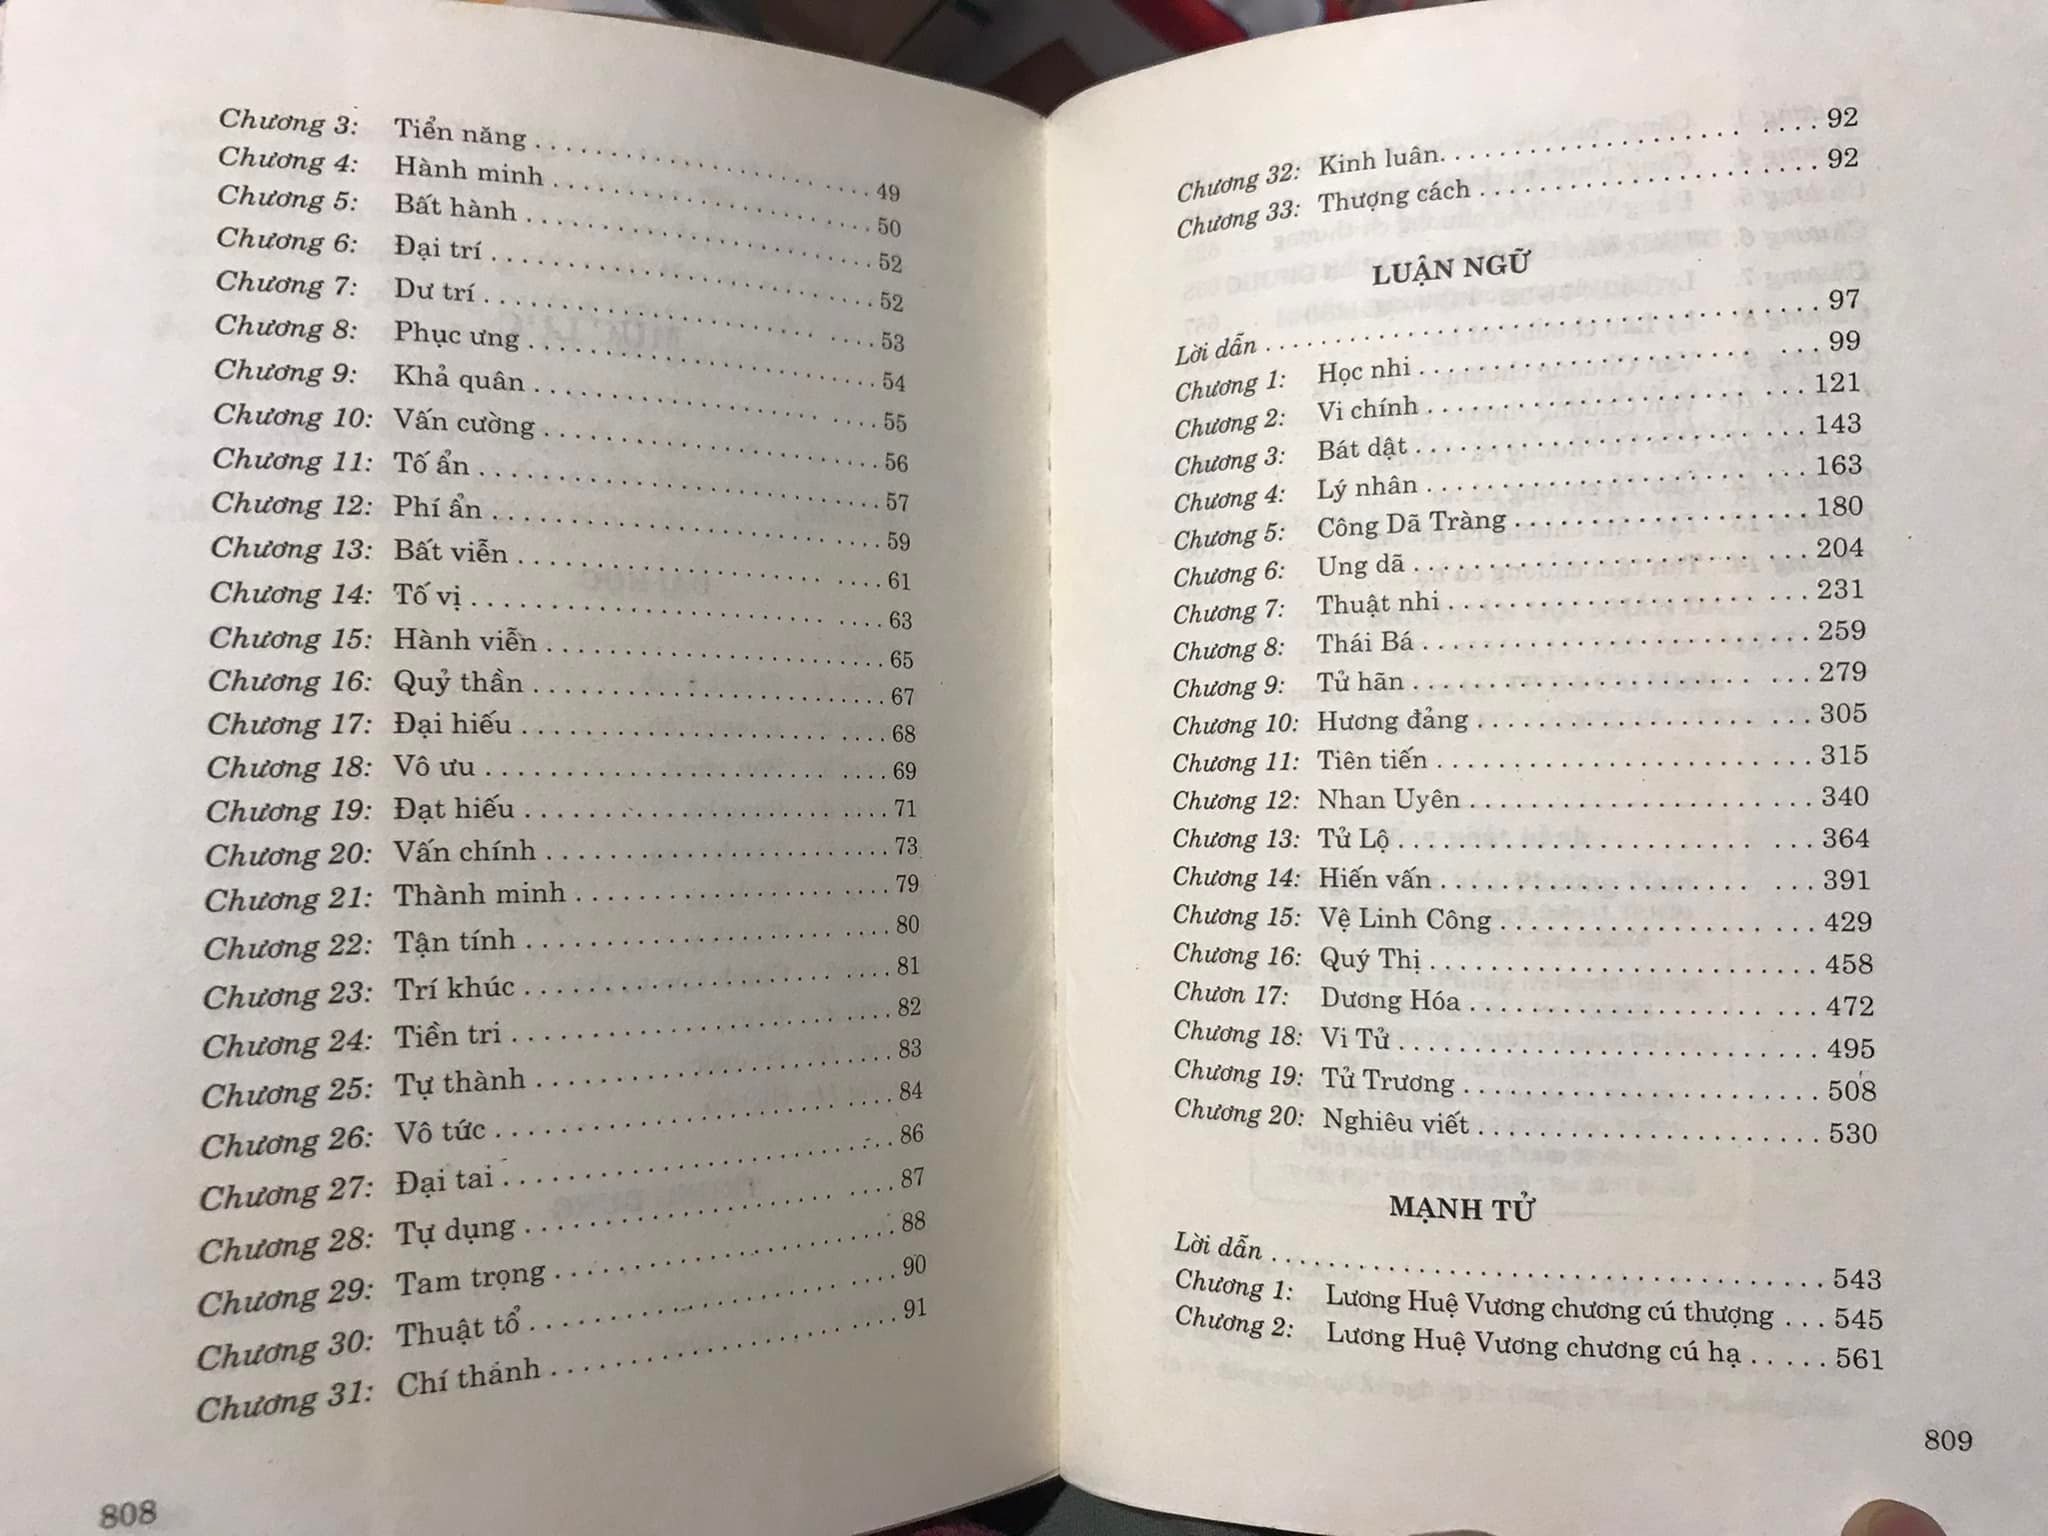 Chương 3: Tiển năng . . . . . . . . . . . . . . . . . . . . . . . . . . 49
Chương 4: Hành minh . . . . . . . . . . . . . . . . . . . . . . . . . 50
Chương 5: Bất hành . . . . . . . . . . . . . . . . . . . . . . . . . . 52
Chương 6: Đại trí . . . . . . . . . . . . . . . . . . . . . . . . . . . . 52
Chương 7: Dư trí . . . . . . . . . . . . . . . . . . . . . . . . . . . . 53
Chương 8: Phục ưng . . . . . . . . . . . . . . . . . . . . . . . . . . 54
Chương 9: Khả quân . . . . . . . . . . . . . . . . . . . . . . . . . . 55
Chương 10: Vấn cường . . . . . . . . . . . . . . . . . . . . . . . . . 56
Chương 11: Tố ẩn . . . . . . . . . . . . . . . . . . . . . . . . . . . . 57
Chương 12: Phí ẩn . . . . . . . . . . . . . . . . . . . . . . . . . . . . 59
Chương 13: Bất viễn . . . . . . . . . . . . . . . . . . . . . . . . . . 61
Chương 14: Tố vị . . . . . . . . . . . . . . . . . . . . . . . . . . . . 63
Chương 15: Hành viễn . . . . . . . . . . . . . . . . . . . . . . . . . 65
Chương 16: Quỷ thần . . . . . . . . . . . . . . . . . . . . . . . . . . 67
Chương 17: Đại hiếu . . . . . . . . . . . . . . . . . . . . . . . . . . 68
Chương 18: Vô ưu . . . . . . . . . . . . . . . . . . . . . . . . . . . . 69
Chương 19: Đạt hiếu . . . . . . . . . . . . . . . . . . . . . . . . . . 71
Chương 20: Vấn chính . . . . . . . . . . . . . . . . . . . . . . . . . 73
Chương 21: Thành minh . . . . . . . . . . . . . . . . . . . . . . . . 79
Chương 22: Tận tính . . . . . . . . . . . . . . . . . . . . . . . . . . 80
Chương 23: Trí khúc . . . . . . . . . . . . . . . . . . . . . . . . . . 81
Chương 24: Tiền tri . . . . . . . . . . . . . . . . . . . . . . . . . . . 82
Chương 25: Tự thành . . . . . . . . . . . . . . . . . . . . . . . . . . 83
Chương 26: Vô tức . . . . . . . . . . . . . . . . . . . . . . . . . . . 84
Chương 27: Đại tai . . . . . . . . . . . . . . . . . . . . . . . . . . . 86
Chương 28: Tự dụng . . . . . . . . . . . . . . . . . . . . . . . . . . 87
Chương 29: Tam trọng . . . . . . . . . . . . . . . . . . . . . . . . . 88
Chương 30: Thuật tổ . . . . . . . . . . . . . . . . . . . . . . . . . . 90
Chương 31: Chí thánh . . . . . . . . . . . . . . . . . . . . . . . . . 91
808
Chương 32: Kinh luân . . . . . . . . . . . . . . . . . . . . . . . . . 92
Chương 33: Thượng cách . . . . . . . . . . . . . . . . . . . . . . . 92
LUẬN NGỮ
Lời dẫn . . . . . . . . . . . . . . . . . . . . . . . . . . . . . . . . . . 97
Chương 1: Học nhi . . . . . . . . . . . . . . . . . . . . . . . . . . . 99
Chương 2: Vi chính . . . . . . . . . . . . . . . . . . . . . . . . . . 121
Chương 3: Bát dật . . . . . . . . . . . . . . . . . . . . . . . . . . . 143
Chương 4: Lý nhân . . . . . . . . . . . . . . . . . . . . . . . . . . 163
Chương 5: Công Dã Tràng . . . . . . . . . . . . . . . . . . . . . 180
Chương 6: Ung dã . . . . . . . . . . . . . . . . . . . . . . . . . . . 204
Chương 7: Thuật nhi . . . . . . . . . . . . . . . . . . . . . . . . . 231
Chương 8: Thái Bá . . . . . . . . . . . . . . . . . . . . . . . . . . 259
Chương 9: Tử hãn . . . . . . . . . . . . . . . . . . . . . . . . . . . 279
Chương 10: Hương đảng . . . . . . . . . . . . . . . . . . . . . . . 305
Chương 11: Tiên tiến . . . . . . . . . . . . . . . . . . . . . . . . . 315
Chương 12: Nhan Uyên . . . . . . . . . . . . . . . . . . . . . . . . 340
Chương 13: Tử Lộ . . . . . . . . . . . . . . . . . . . . . . . . . . . 364
Chương 14: Hiến vấn . . . . . . . . . . . . . . . . . . . . . . . . . 391
Chương 15: Vệ Linh Công . . . . . . . . . . . . . . . . . . . . . . 429
Chương 16: Quý Thị . . . . . . . . . . . . . . . . . . . . . . . . . . 458
Chươn 17: Dương Hóa . . . . . . . . . . . . . . . . . . . . . . . . 472
Chương 18: Vi Tử . . . . . . . . . . . . . . . . . . . . . . . . . . . 495
Chương 19: Tử Trương . . . . . . . . . . . . . . . . . . . . . . . . 508
Chương 20: Nghiêu viết . . . . . . . . . . . . . . . . . . . . . . . 530
MẠNH TỬ
Lời dẫn . . . . . . . . . . . . . . . . . . . . . . . . . . . . . . . . . . 543
Chương 1: Lương Huệ Vương chương cú thượng . . . 545
Chương 2: Lương Huệ Vương chương cú hạ . . . . . 561
809